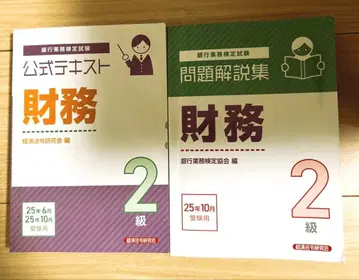 銀行業務検定試験
公式テキスト
財務
経済法令研究会 編
2
級
25年6月
25年10月
受験用
経済法令研究会
銀行業務検定試験
問題解説集
財務
銀行業務検定協会 編
2
級
25年10月
受験用
経済法令研究会